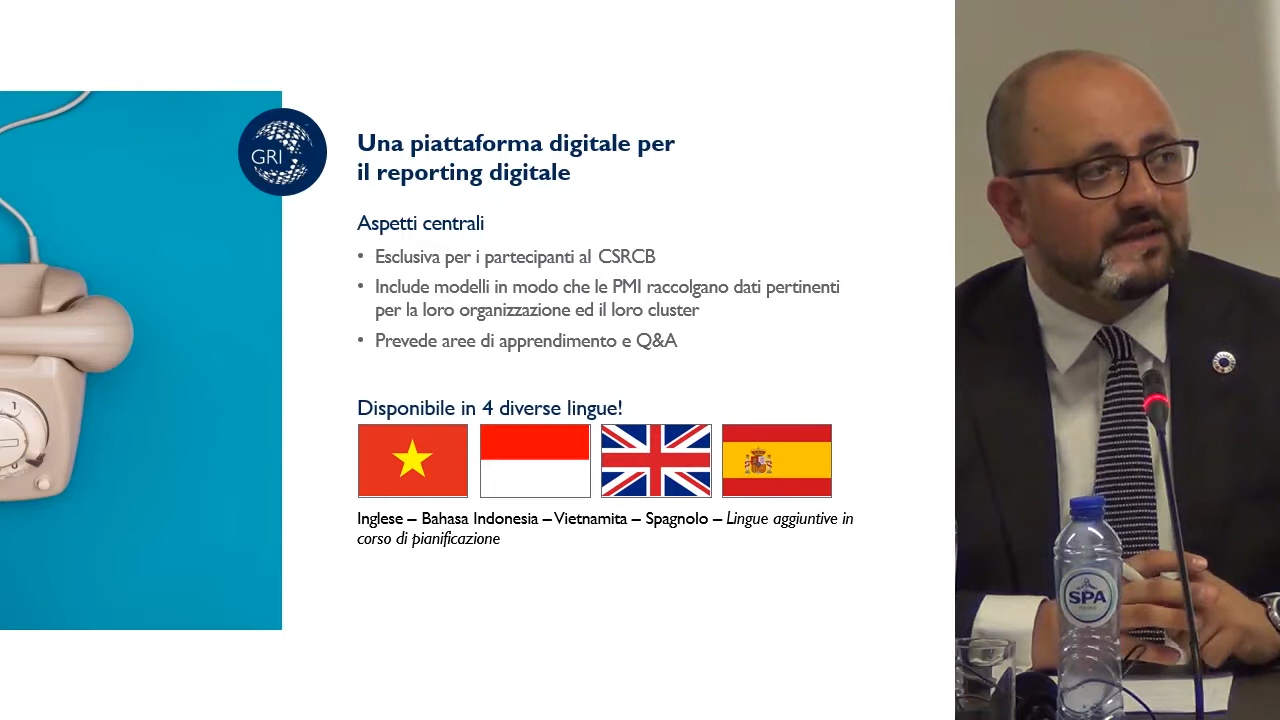 GRI
Una piattaforma digitale per
il reporting digitale
Aspetti centrali
• Esclusiva per i partecipanti al CSRCB
• Include modelli in modo che le PMI raccolgano dati pertinenti
per la loro organizzazione ed il loro cluster
• Prevede aree di apprendimento e Q&A
Disponibile in 4 diverse lingue!
Inglese – Bahasa Indonesia – Vietnamita – Spagnolo – Lingue aggiuntive in
corso di pianificazione
1
SPA